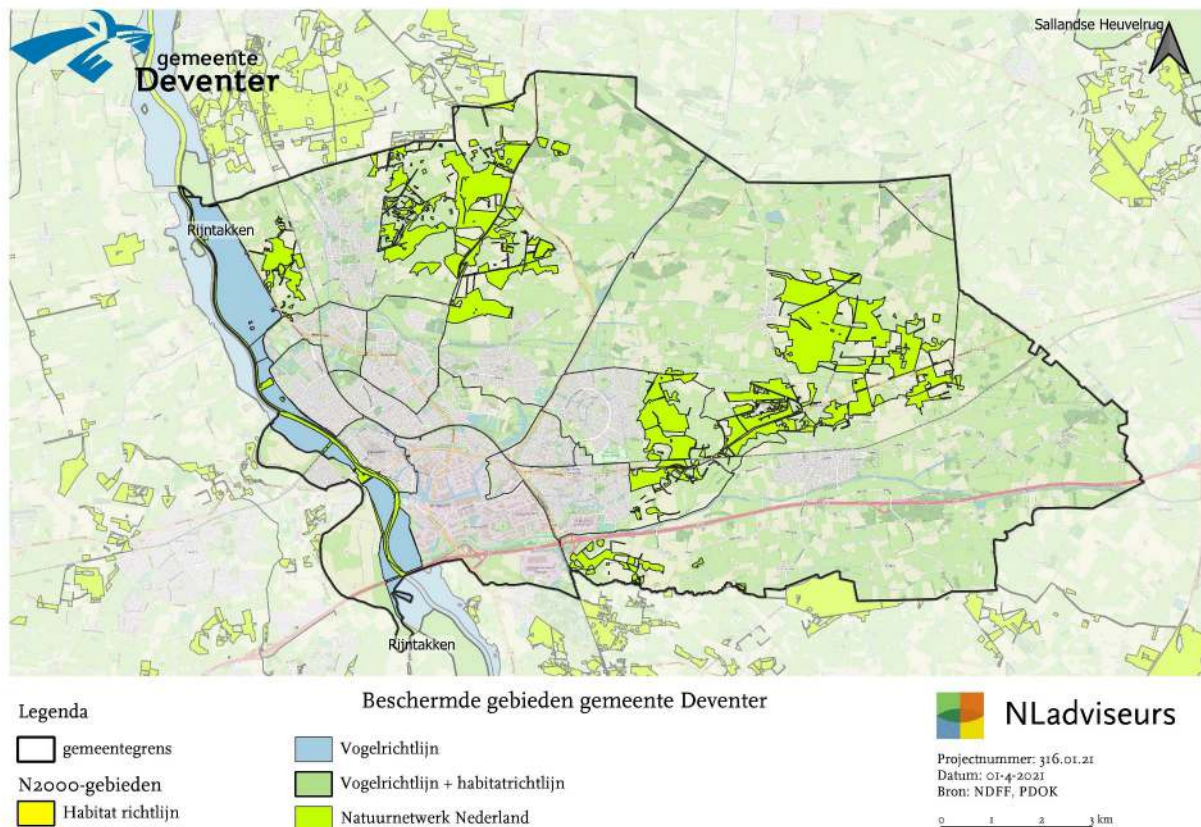 gemeente
Deventer
Sallandse Heuvelrug
Rijntakken
Rijntakken
Beschermde gebieden gemeente Deventer
Legenda
gemeentegrens
N2000-gebieden
Habitat richtlijn
Vogelrichtlijn
Vogelrichtlijn + habitatrichtlijn
Natuurnetwerk Nederland
NLadviseurs
Projectnummer: 316.01.21
Datum: 01-4-2021
Bron: NDFF, PDOK
0 1 2 3 km